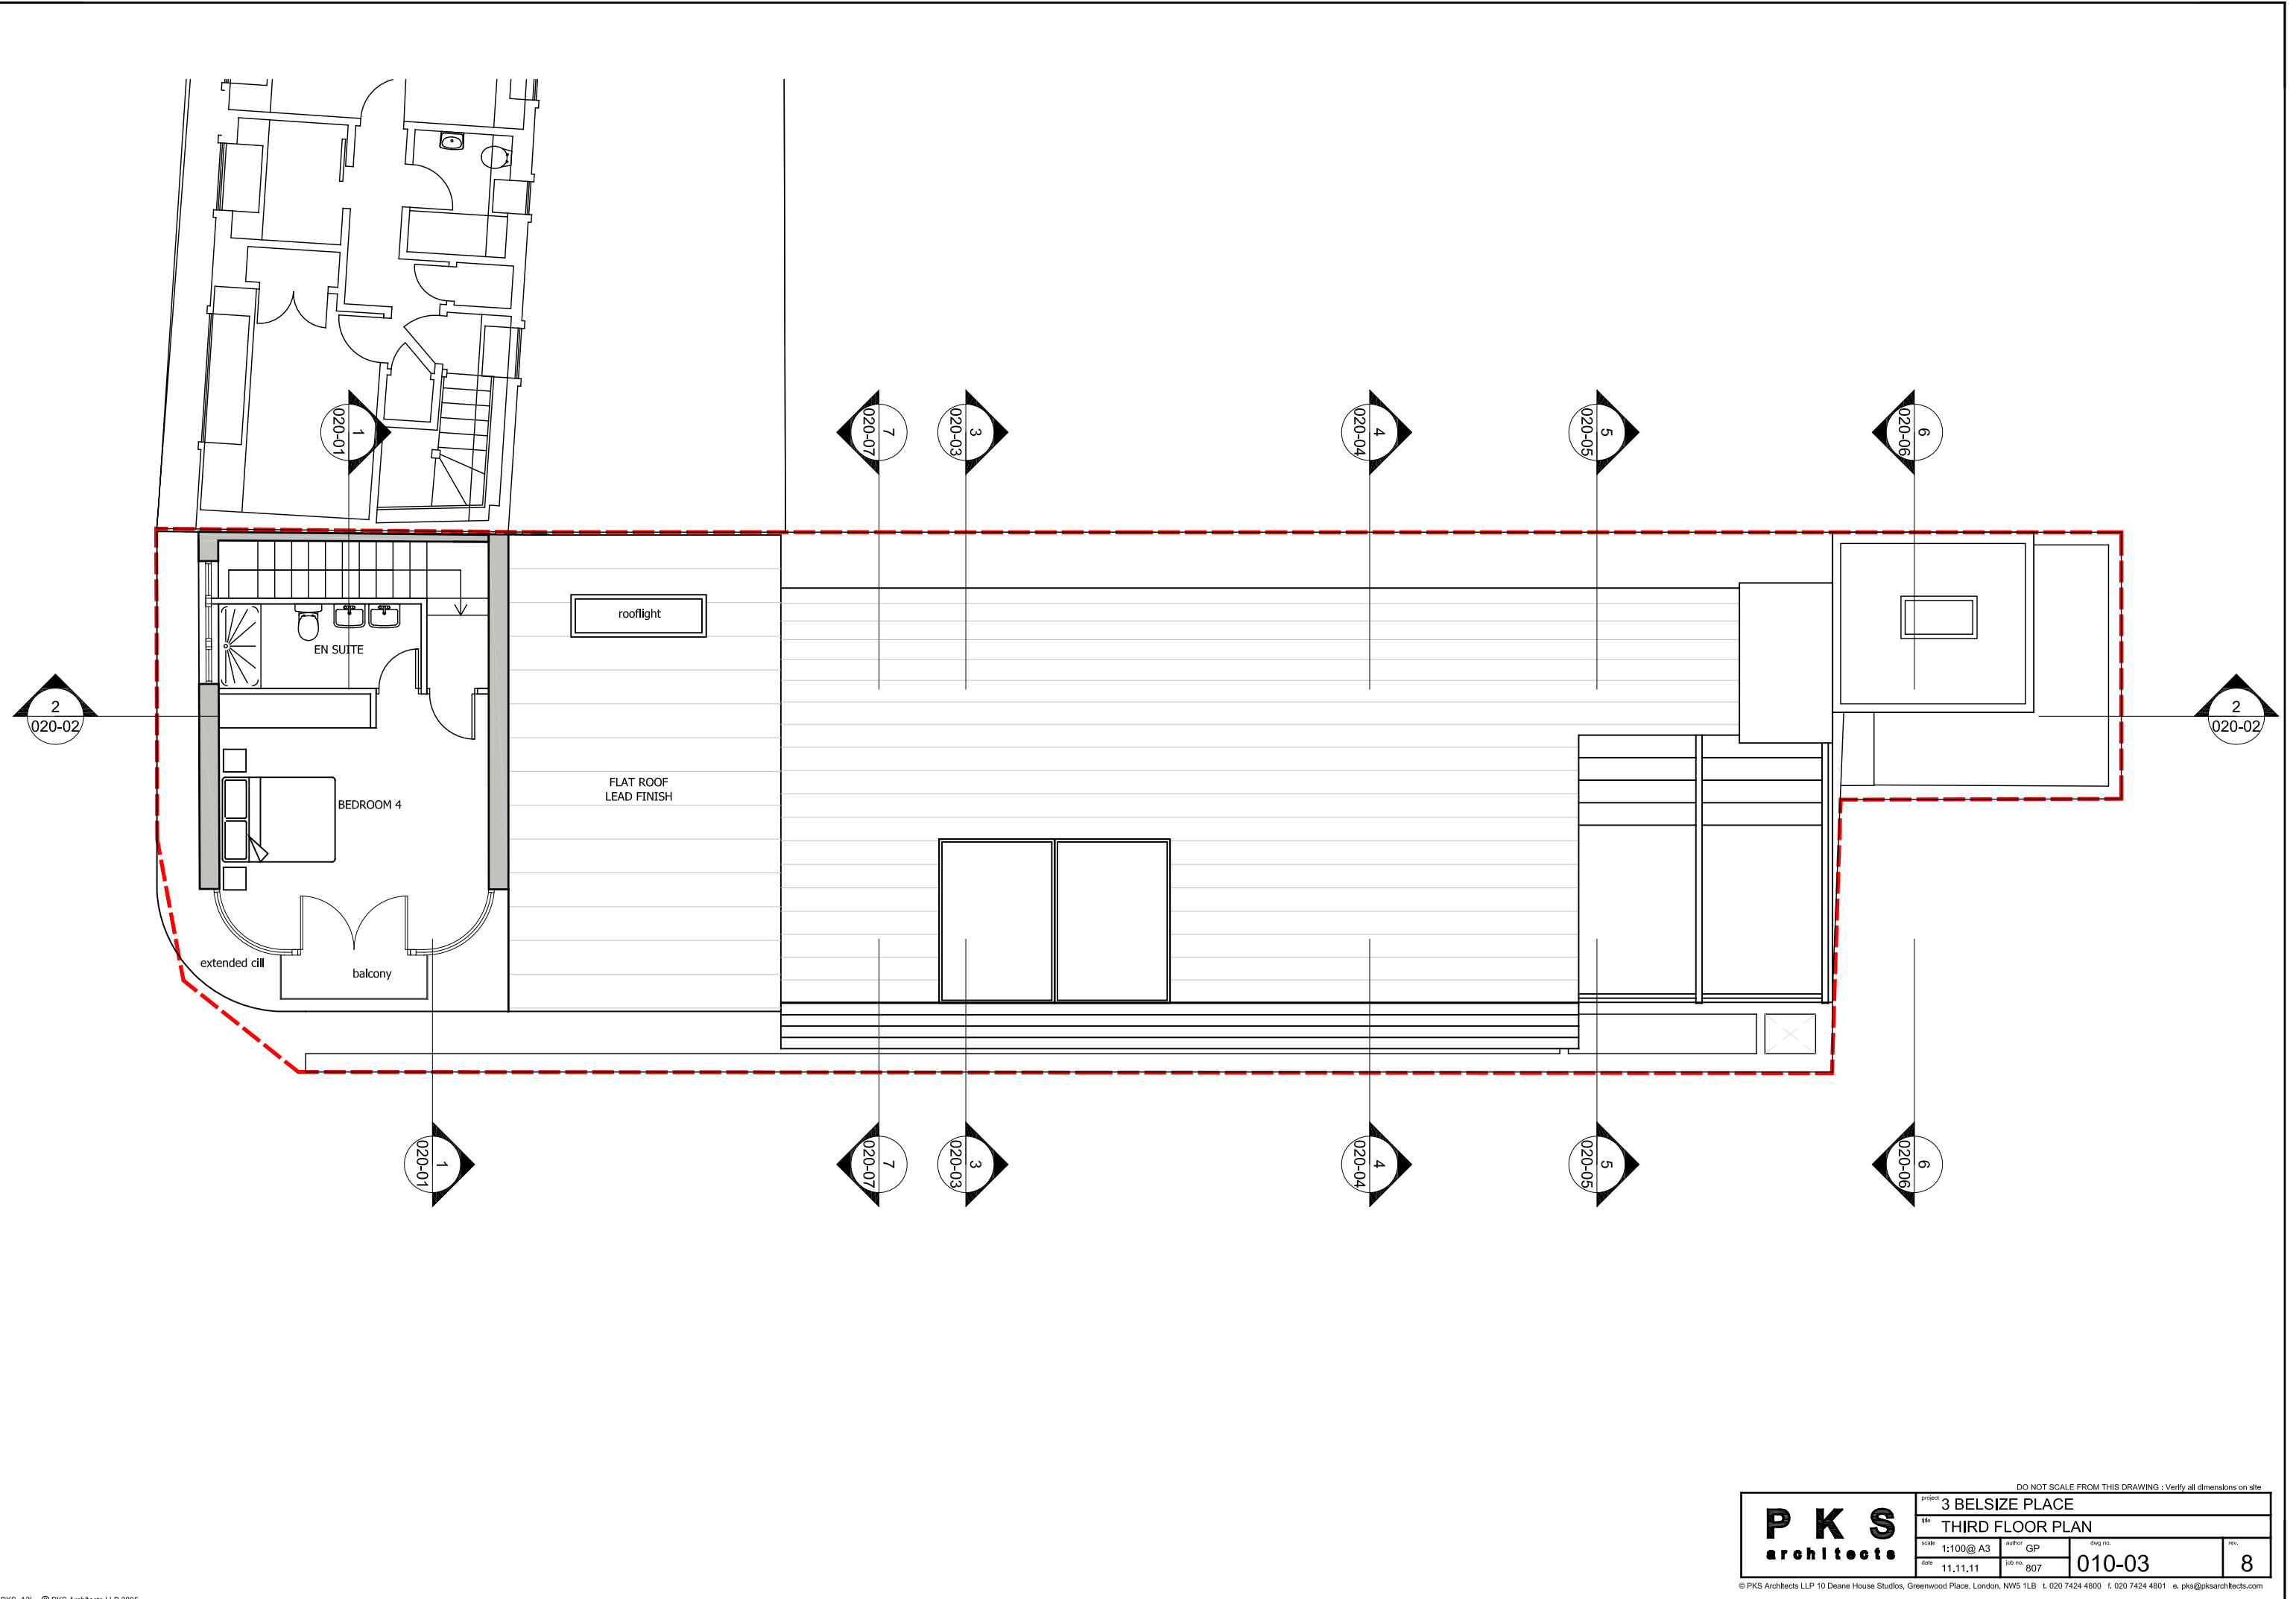 1
020-01
7
020-07
3
020-03
4
020-04
5
020-05
6
020-06
rooflight
EN SUITE
2
020-02
2
020-02
FLAT ROOF
LEAD FINISH
BEDROOM 4
extended cill
balcony
1
020-01
7
020-07
3
020-03
4
020-04
5
020-05
6
020-06
DO NOT SCALE FROM THIS DRAWING : Verify all dimensions on site
PKS
architects
project 3 BELSIZE PLACE
title THIRD FLOOR PLAN
scale 1:100@ A3 author GP dwg no. 010-03 rev. 8
date 11.11.11 job no. 807
© PKS Architects LLP 10 Deane House Studios, Greenwood Place, London, NW5 1LB t. 020 7424 4800 f. 020 7424 4801 e. pks@pksarchitects.com